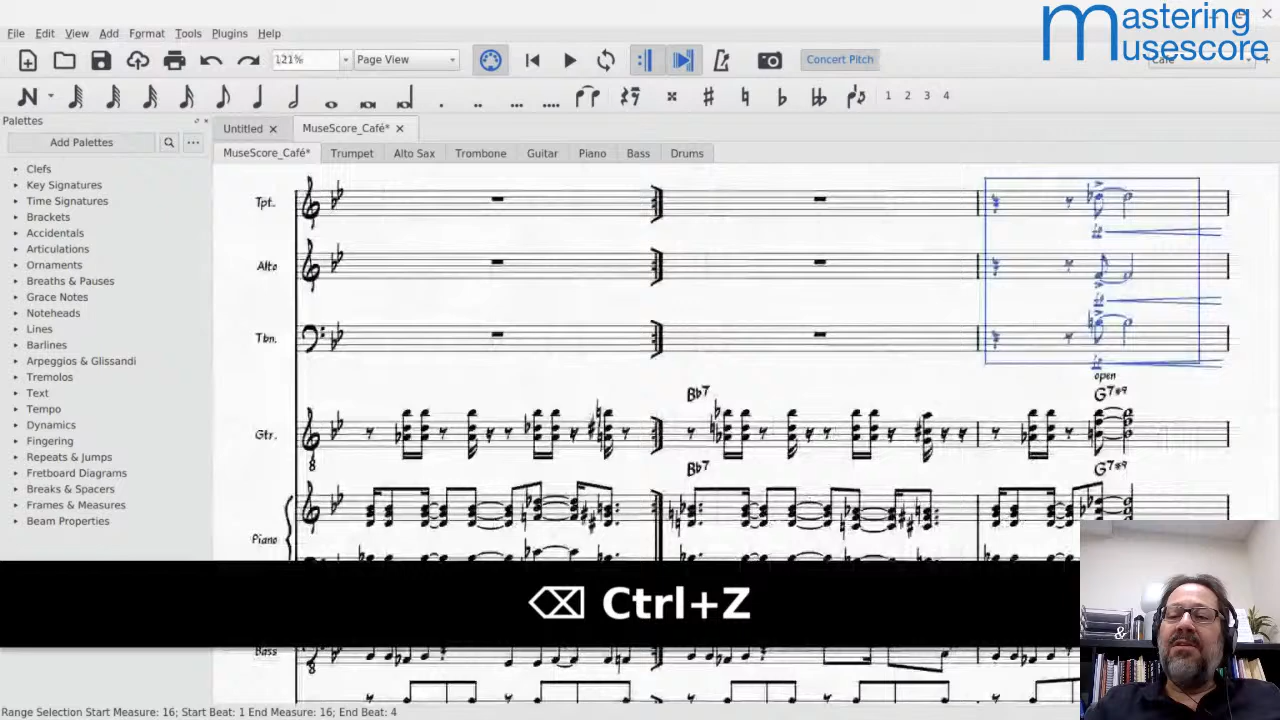 Mastering
Musescore
File Edit View Add Format Tools Plugins Help
121% Page View Concert Pitch
1 2 3 4
Palettes
Untitled MuseScore_Café*
Add Palettes
MuseScore_Café* Trumpet Alto Sax Trombone Guitar Piano Bass Drums
Clefs
Key Signatures
Time Signatures
Brackets
Accidentals
Articulations
Ornaments
Breaths & Pauses
Grace Notes
Noteheads
Lines
Barlines
Arpeggios & Glissandi
Tremolos
Text
Tempo
Dynamics
Fingering
Repeats & Jumps
Fretboard Diagrams
Breaks & Spacers
Frames & Measures
Beam Properties
Tpt.
Alto
Tbn.
open
Bb7 G7#9
Gtr.
8
Bb7 G7#9
Piano
⌫ Ctrl+Z
Bass
8
&
Range Selection Start Measure: 16; Start Beat: 1 End Measure: 16; End Beat: 4